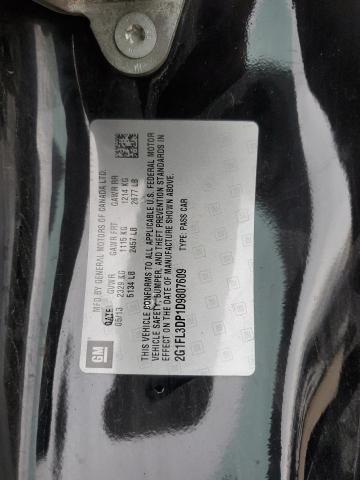 GM
MFD BY GENERAL MOTORS OF CANADA LTD.
DATE GVWR GAWR FRT GAWR RR
05/13 2329 KG 1115 KG 1214 KG
5134 LB 2457 LB 2677 LB
THIS VEHICLE CONFORMS TO ALL APPLICABLE U.S. FEDERAL MOTOR
VEHICLE SAFETY, BUMPER, AND THEFT PREVENTION STANDARDS IN
EFFECT ON THE DATE OF MANUFACTURE SHOWN ABOVE.
2G1FL3DP1D9807609 TYPE: PASS CAR